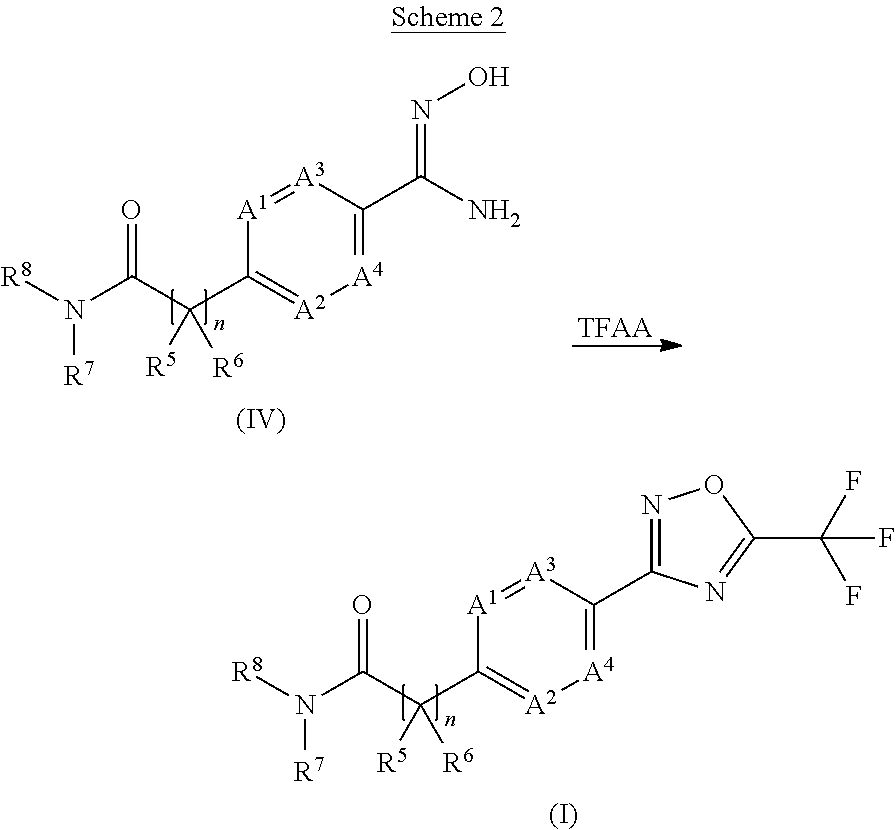 Scheme 2
OH
N
A³
A¹
NH₂
O
R⁸
A⁴
N
A²
n
R⁵ R⁶
R⁷
TFAA
(IV)
O
F
N
F
A³
F
A¹
N
O
R⁸
A⁴
N
A²
n
R⁵ R⁶
R⁷
(I)